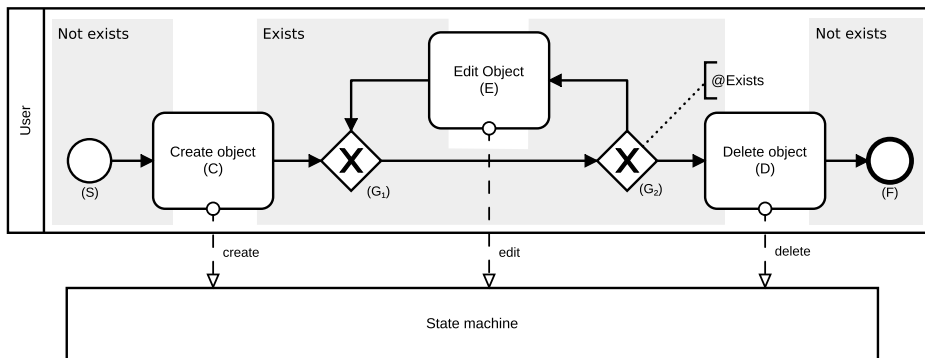 Not exists
Exists
Not exists
User
Edit Object
(E)
@Exists
Create object
(C)
Delete object
(D)
(S)
X
(G₁)
X
(G₂)
(F)
create
edit
delete
State machine